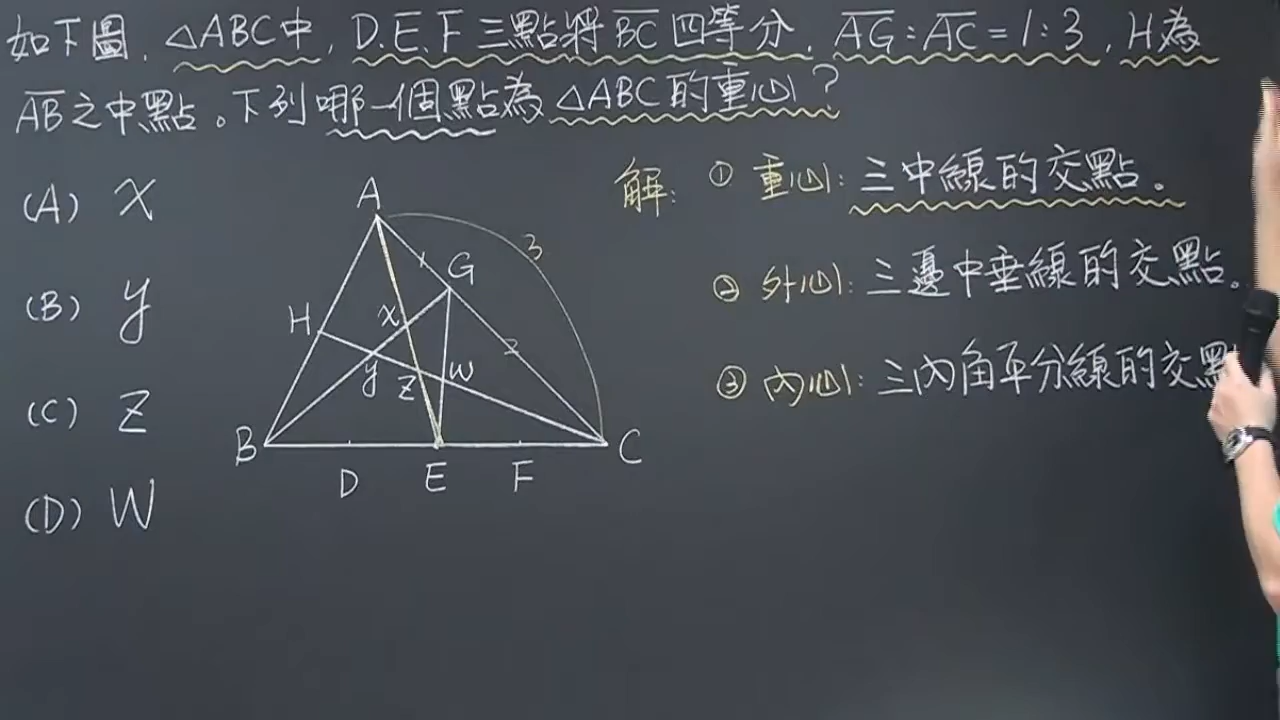 如下圖,△ABC中,D、E、F三點將BC四等分,AG:AC=1:3,H為
AB之中點。下列哪一個點為△ABC的重心?
(A) X
(B) y
(C) Z
(D) W
A
G
3
1
H
X
2
y
Z
W
B
C
D
E
F
解:①重心:三中線的交點。
②外心:三邊中垂線的交點。
③內心:三內角平分線的交點